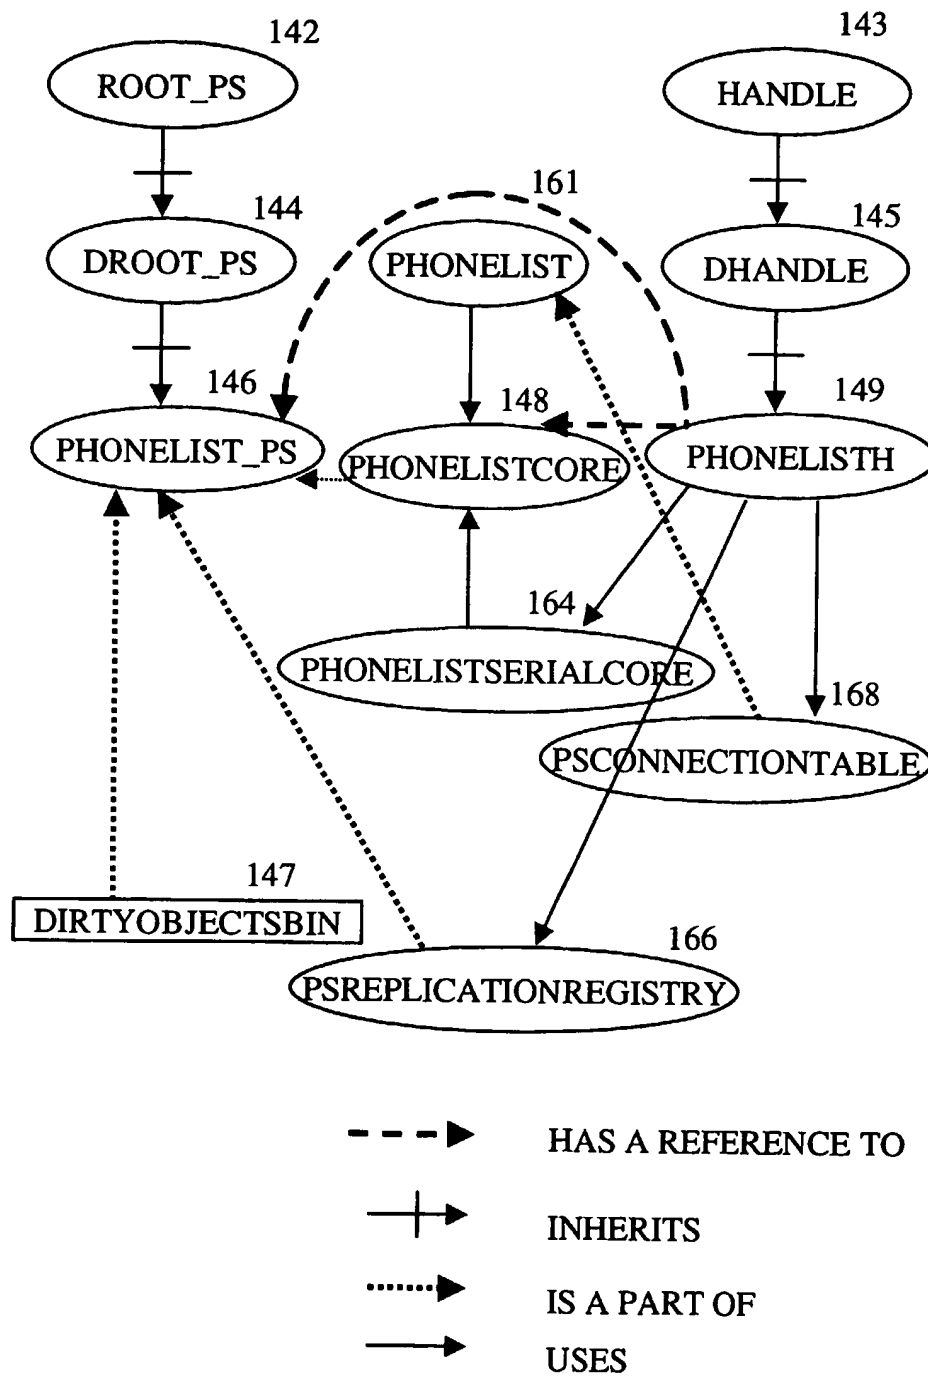 142
143
ROOT_PS
HANDLE
161
144
145
DROOT_PS
PHONELIST
DHANDLE
146
148
149
PHONELIST_PS
PHONELISTCORE
PHONELISTH
164
PHONELISTSERIALCORE
168
PSCONNECTIONTABLE
147
DIRTYOBJECTSBIN
166
PSREPLICATIONREGISTRY
HAS A REFERENCE TO
INHERITS
IS A PART OF
USES